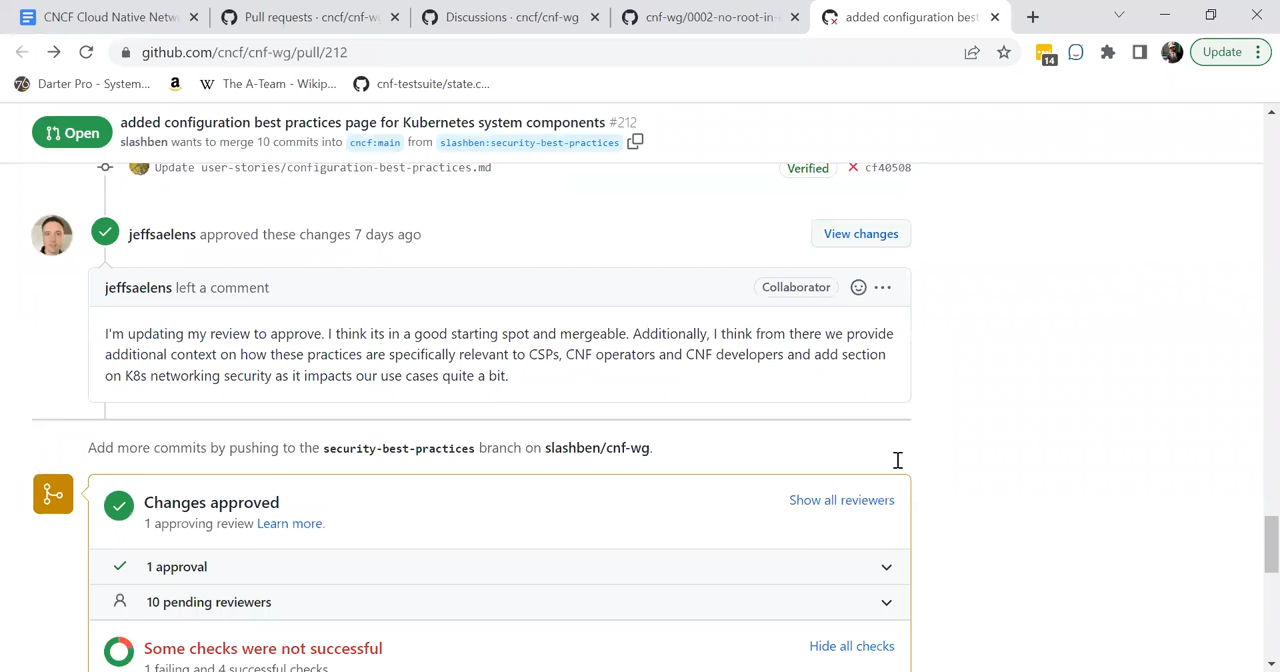 CNCF Cloud Native Netw
Pull requests · cncf/cnf-w
Discussions · cncf/cnf-wg
cnf-wg/0002-no-root-in-
added configuration best
github.com/cncf/cnf-wg/pull/212
14
Update
Darter Pro - System...
The A-Team - Wikip...
cnf-testsuite/state.c...
Open
added configuration best practices page for Kubernetes system components #212
slashben wants to merge 10 commits into cncf:main from slashben:security-best-practices
Update user-stories/configuration-best-practices.md
Verified
cf40508
jeffsaelens approved these changes 7 days ago
View changes
jeffsaelens left a comment
Collaborator
I'm updating my review to approve. I think its in a good starting spot and mergeable. Additionally, I think from there we provide
additional context on how these practices are specifically relevant to CSPs, CNF operators and CNF developers and add section
on K8s networking security as it impacts our use cases quite a bit.
Add more commits by pushing to the security-best-practices branch on slashben/cnf-wg.
Changes approved
Show all reviewers
1 approving review Learn more.
1 approval
10 pending reviewers
Some checks were not successful
Hide all checks
1 failing and 4 successful checks